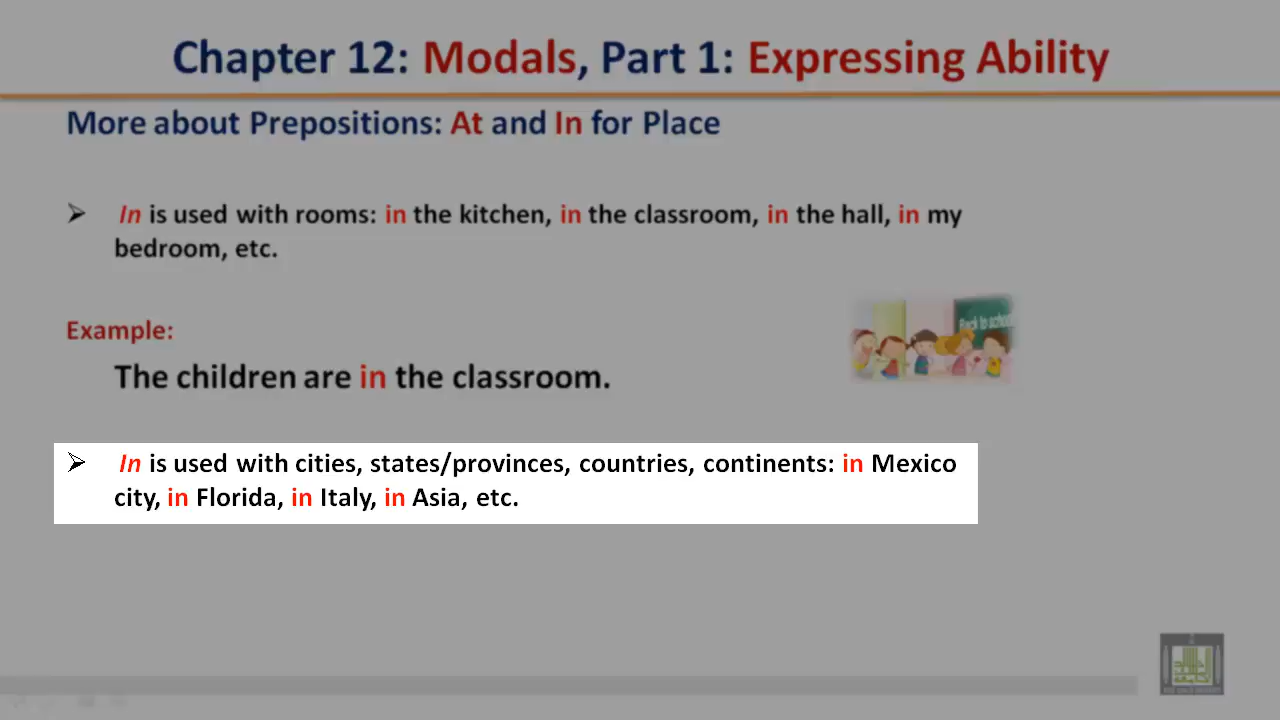 Chapter 12: Modals, Part 1: Expressing Ability
More about Prepositions: At and In for Place
➢ In is used with rooms: in the kitchen, in the classroom, in the hall, in my
bedroom, etc.
Back to school
Example:
The children are in the classroom.
➢ In is used with cities, states/provinces, countries, continents: in Mexico
city, in Florida, in Italy, in Asia, etc.